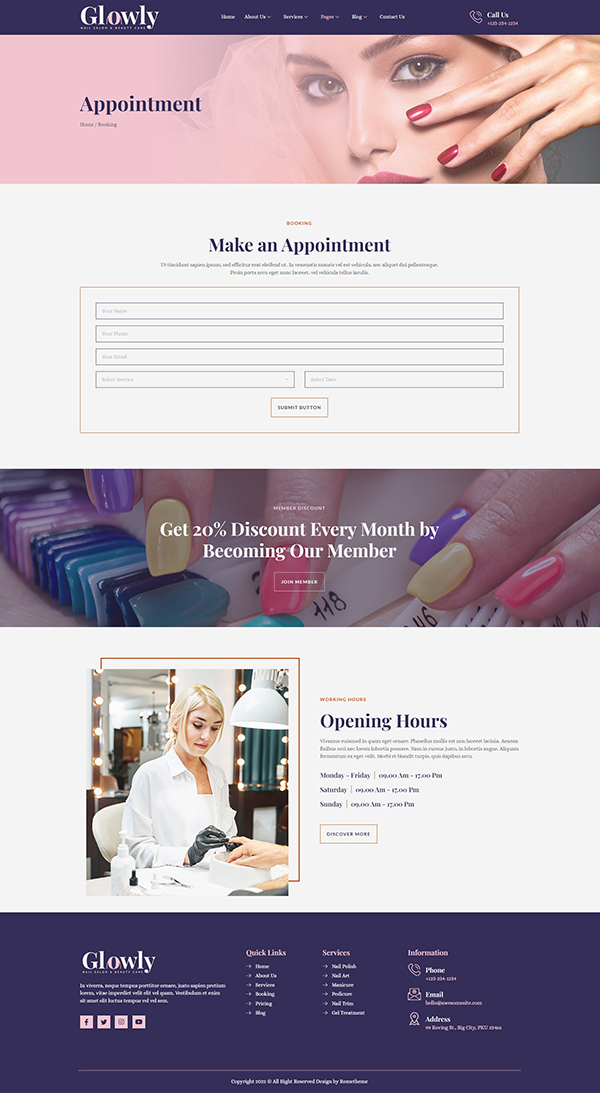 Glowly
NAIL SALON & BEAUTY CARE
Home About Us Services Pages Blog Contact Us
Call Us
+123-234-1234
Appointment
Home / Booking
BOOKING
Make an Appointment
Ut tincidunt sapien ipsum, sed efficitur erat eleifend ut. In venenatis mauris vel est vehicula, nec aliquet dui pellentesque.
Proin porta arcu eget nunc laoreet, vel vehicula tellus iaculis.
Your Name
Your Phone
Your Email
Select Service
Select Date
SUBMIT BUTTON
MEMBER DISCOUNT
Get 20% Discount Every Month by
Becoming Our Member
JOIN MEMBER
118
WORKING HOURS
Opening Hours
Vivamus euismod in quam eget ornare. Phasellus mollis est non laoreet lacinia. Aenean
finibus orci nec lorem lobortis posuere. Nam in cursus justo, in lobortis augue. Aliquam
fermentum ex eget velit. Morbi et blandit turpis, quis dapibus arcu.
Monday - Friday | 09.00 Am - 17.00 Pm
Saturday | 09.00 Am - 17.00 Pm
Sunday | 09.00 Am - 17.00 Pm
DISCOVER MORE
Glowly
NAIL SALON & BEAUTY CARE
In viverra, neque tempus porttitor ornare, justo sapien pretium
lorem, vitae imperdiet velit elit vel quam. Vestibulum et enim
sit amet elit luctus tempus vel vel sem.
Quick Links
Home
About Us
Services
Booking
Pricing
Blog
Services
Nail Polish
Nail Art
Manicure
Pedicure
Nail Trim
Gel Treatment
Information
Phone
+123-234-1234
Email
hello@awesomesite.com
Address
99 Roving St., Big City, PKU 23456
Copyright 2022 © All Right Reserved Design by Rometheme